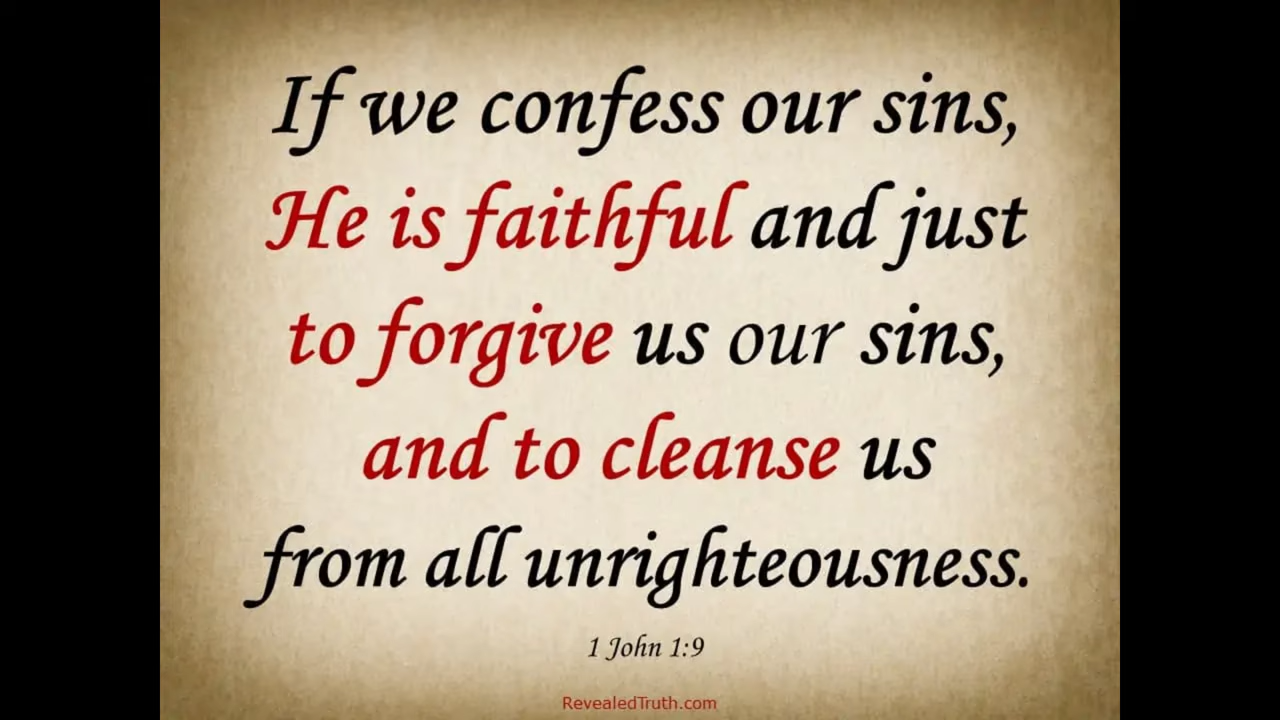 If we confess our sins,
He is faithful and just
to forgive us our sins,
and to cleanse us
from all unrighteousness.
1 John 1:9
RevealedTruth.com